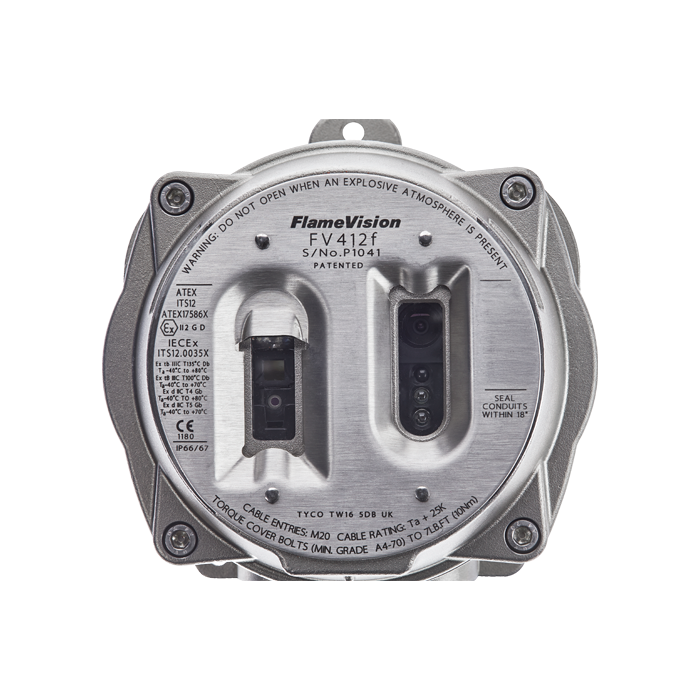 WARNING: DO NOT OPEN WHEN AN EXPLOSIVE ATMOSPHERE IS PRESENT
FlameVision
FV412f
S/No.P1041
PATENTED
ATEX
ITS12
ATEX17586X
Ex II2 G D
IECEx
ITS12.0035X
Ex tb IIIC T135°C Db
Ta-40°C to +80°C
Ex tb IIIC T100°C Db
Ta-40°C to +70°C
Ex d IIC T4 Gb
Ta-40°C TO +80°C
Ex d IIC T5 Gb
Ta-40°C to +70°C
CE
1180
IP66/67
SEAL
CONDUITS
WITHIN 18"
TYCO TW16 5DB UK
CABLE ENTRIES: M20 CABLE RATING: Ta + 25K
TORQUE COVER BOLTS (MIN. GRADE A4-70) TO 7LB.FT (10Nm)